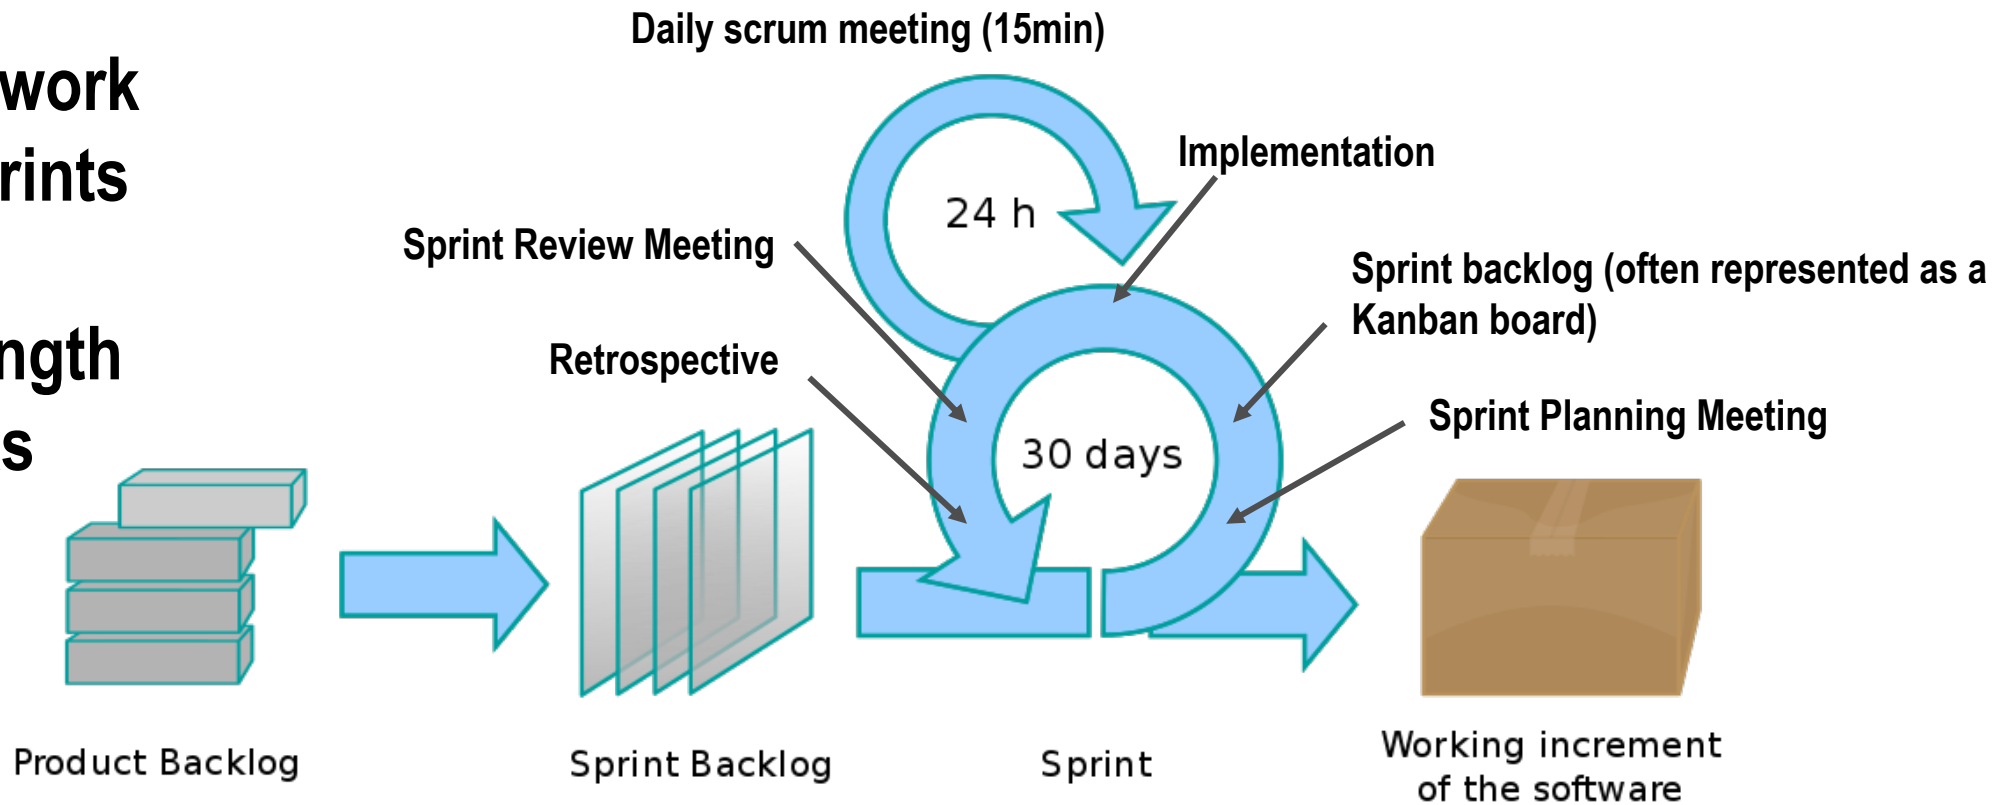 Daily scrum meeting (15min)
work
rints
ngth
s
Implementation
24 h
Sprint Review Meeting
Sprint backlog (often represented as a
Kanban board)
Retrospective
Sprint Planning Meeting
30 days
Product Backlog
Sprint Backlog
Sprint
Working increment
of the software